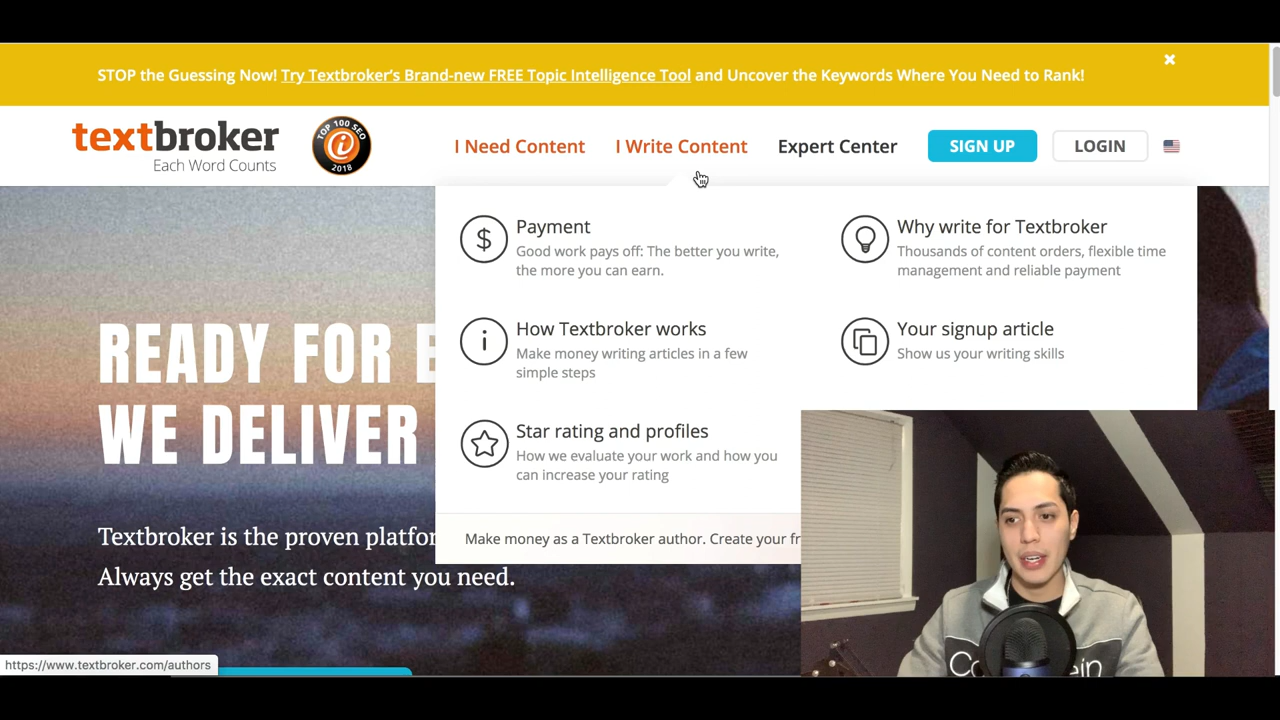 STOP the Guessing Now! Try Textbroker's Brand-new FREE Topic Intelligence Tool and Uncover the Keywords Where You Need to Rank!
textbroker
Each Word Counts
TOP 100 SEO
2018
I Need Content
I Write Content
Expert Center
SIGN UP
LOGIN
Payment
Good work pays off: The better you write,
the more you can earn.
Why write for Textbroker
Thousands of content orders, flexible time
management and reliable payment
How Textbroker works
Make money writing articles in a few
simple steps
Your signup article
Show us your writing skills
Star rating and profiles
How we evaluate your work and how you
can increase your rating
Make money as a Textbroker author. Create your fr
READY FOR
WE DELIVER
Textbroker is the proven platfor
Always get the exact content you need.
https://www.textbroker.com/authors